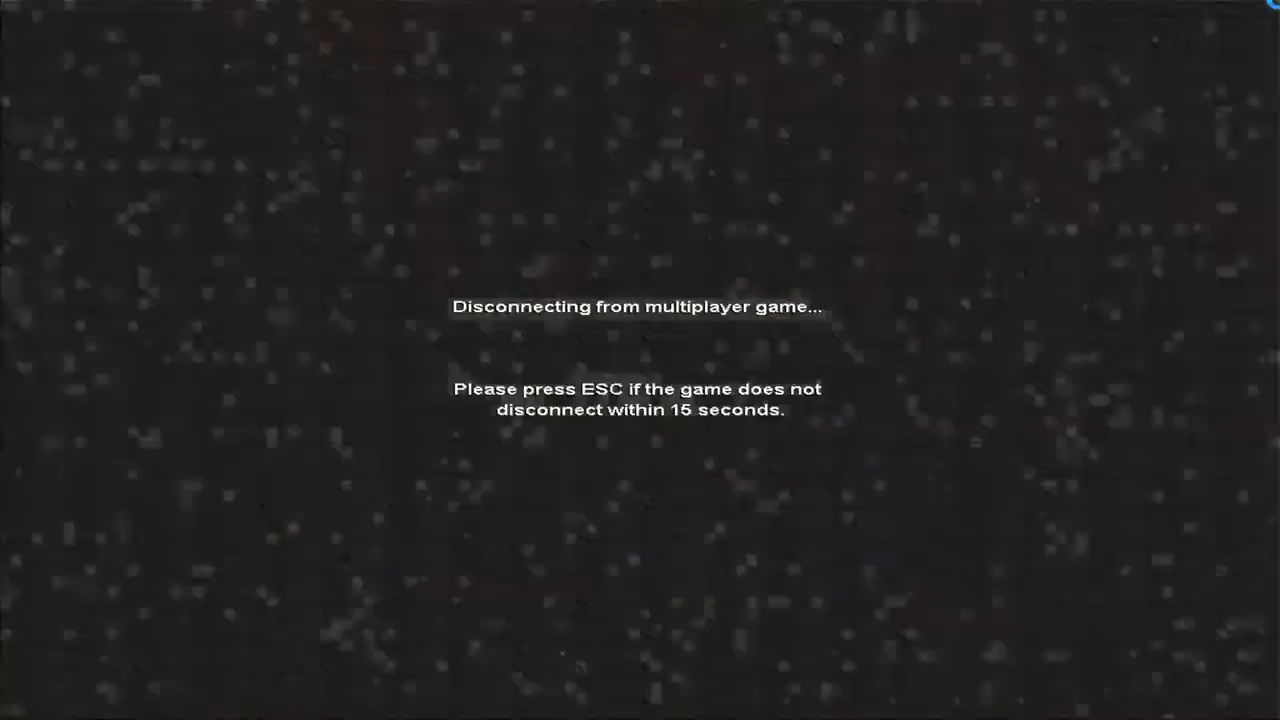 Disconnecting from multiplayer game...
Please press ESC if the game does not
disconnect within 15 seconds.